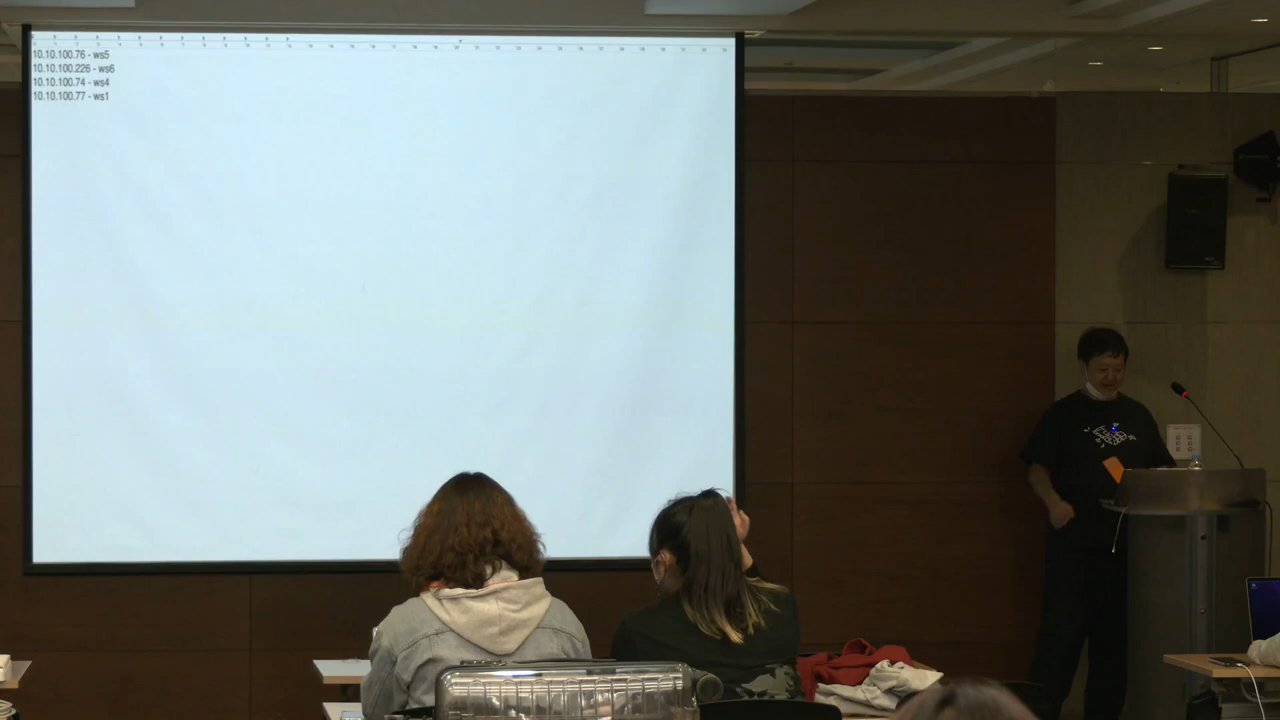 10.10.100.76 - ws5
10.10.100.226 - ws6
10.10.100.74 - ws4
10.10.100.77 - ws1